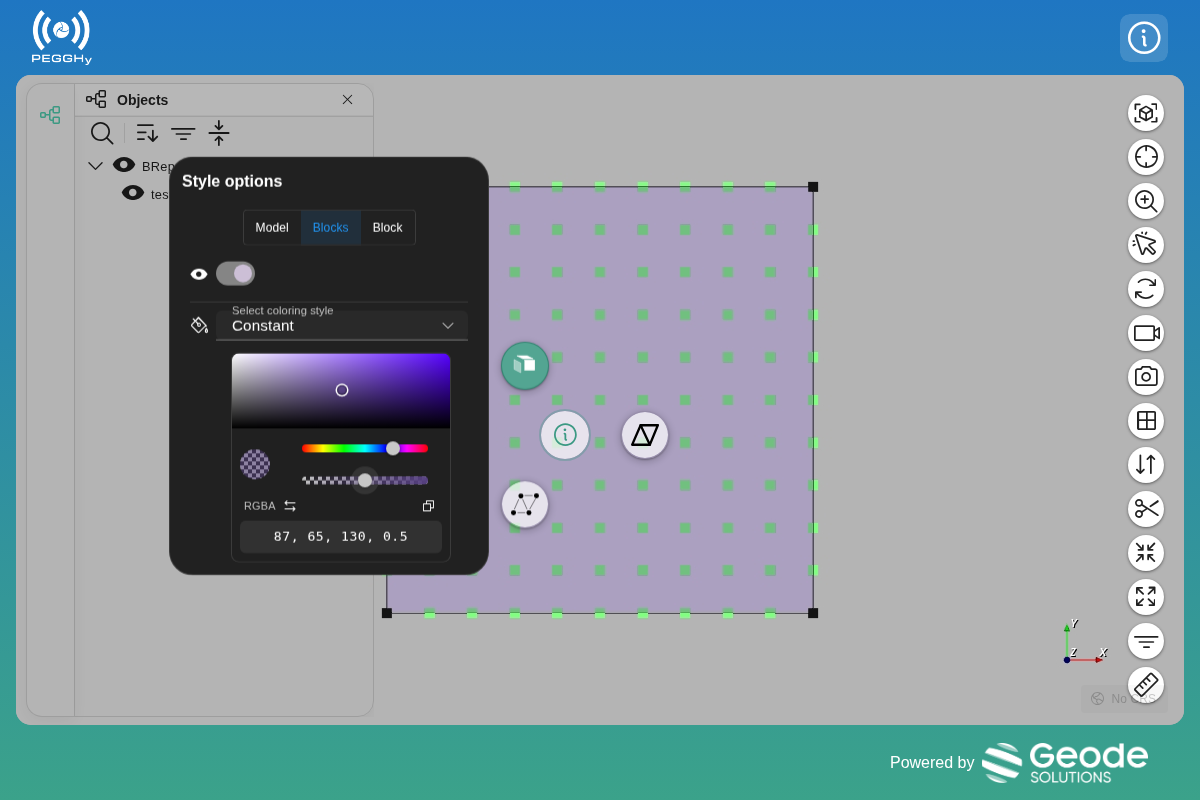 PEGGHy
Objects
BRep
tes
Style options
Model
Blocks
Block
Select coloring style
Constant
RGBA
87, 65, 130, 0.5
Y
Z
X
No CRS
Powered by
Geode
SOLUTIONS